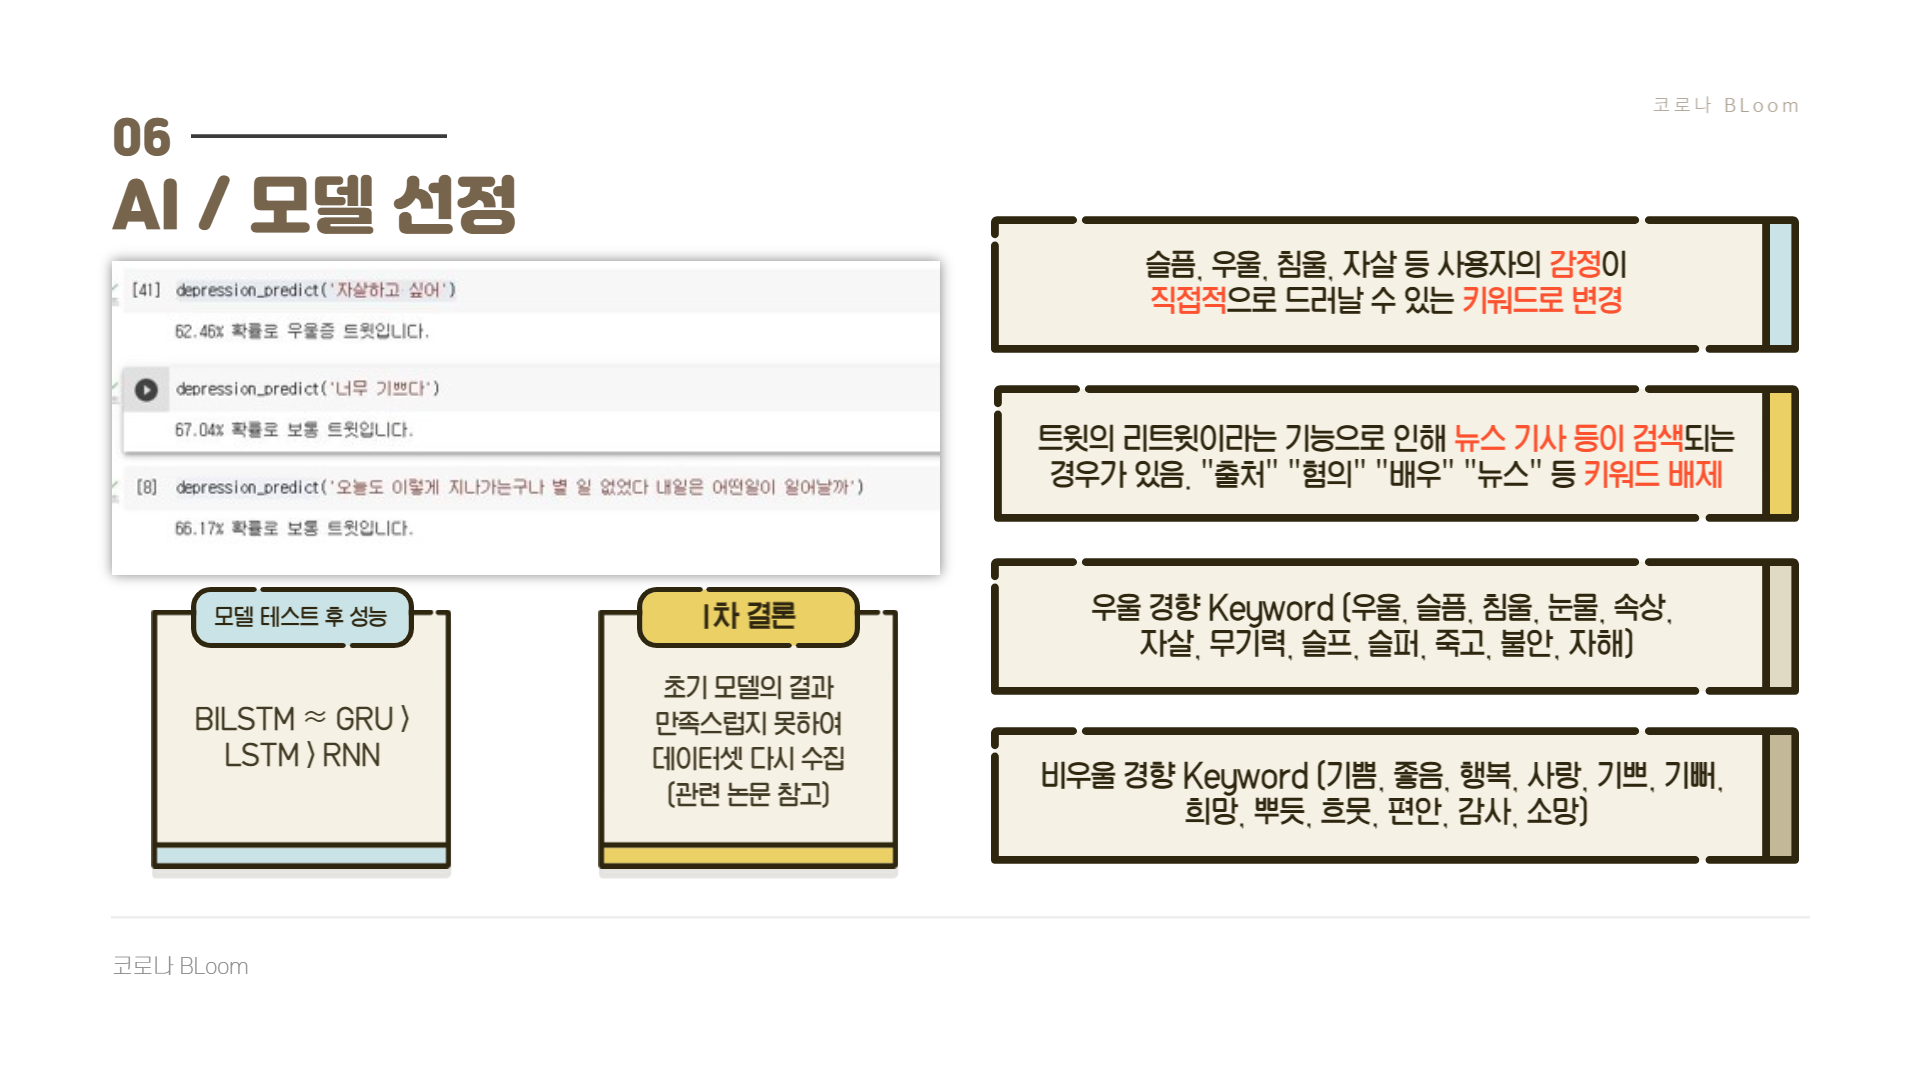 코로나 BLoom
06
AI / 모델 선정
[41] depression_predict('자살하고 싶어')
62.46% 확률로 우울증 트윗입니다.
depression_predict('너무 기쁘다')
67.04% 확률로 보통 트윗입니다.
[8] depression_predict('오늘도 이렇게 지나가는구나 별 일 없었다 내일은 어떤일이 일어날까')
66.17% 확률로 보통 트윗입니다.
모델 테스트 후 성능
BILSTM ≈ GRU >
LSTM > RNN
1차 결론
초기 모델의 결과
만족스럽지 못하여
데이터셋 다시 수집
(관련 논문 참고)
슬픔, 우울, 침울, 자살 등 사용자의 감정이
직접적으로 드러날 수 있는 키워드로 변경
트윗의 리트윗이라는 기능으로 인해 뉴스 기사 등이 검색되는
경우가 있음. "출처" "혐의" "배우" "뉴스" 등 키워드 배제
우울 경향 Keyword (우울, 슬픔, 침울, 눈물, 속상,
자살, 무기력, 슬프, 슬퍼, 죽고, 불안, 자해)
비우울 경향 Keyword (기쁨, 좋음, 행복, 사랑, 기쁘, 기뻐,
희망, 뿌듯, 흐뭇, 편안, 감사, 소망)
코로나 BLoom